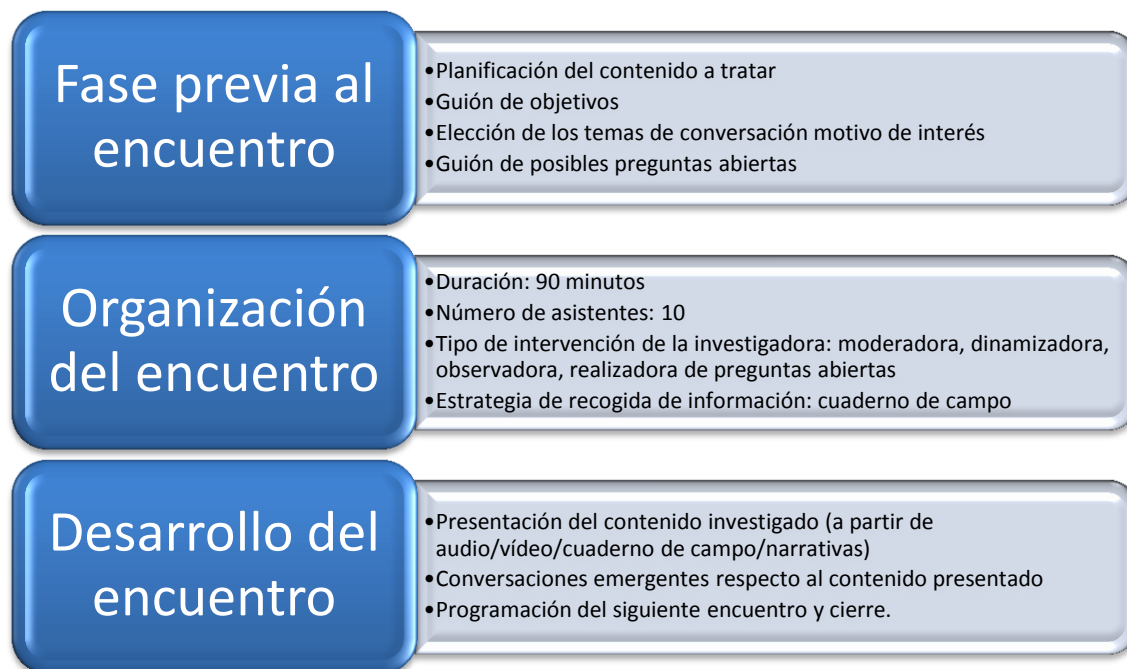 Fase previa al
encuentro
•Planificación del contenido a tratar
•Guión de objetivos
•Elección de los temas de conversación motivo de interés
•Guión de posibles preguntas abiertas
Organización
del encuentro
•Duración: 90 minutos
•Número de asistentes: 10
•Tipo de intervención de la investigadora: moderadora, dinamizadora,
observadora, realizadora de preguntas abiertas
•Estrategia de recogida de información: cuaderno de campo
Desarrollo del
encuentro
•Presentación del contenido investigado (a partir de
audio/vídeo/cuaderno de campo/narrativas)
•Conversaciones emergentes respecto al contenido presentado
•Programación del siguiente encuentro y cierre.